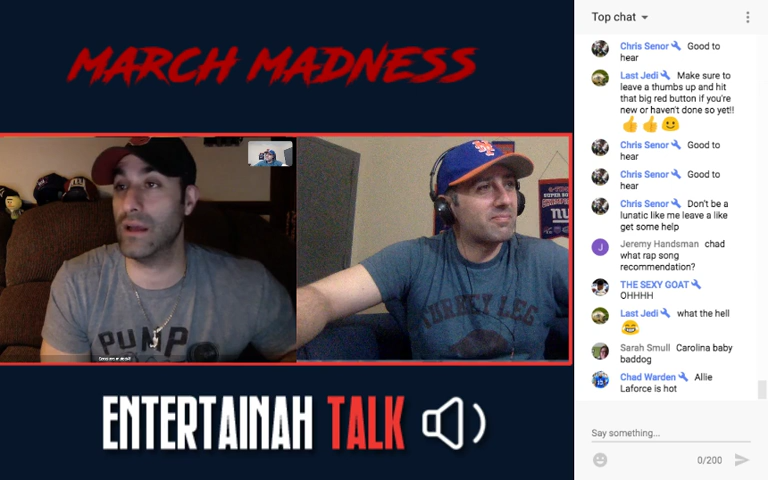 MARCH MADNESS
PUMP
TURKEY LEG
SUPER
NU
ENTERTAINAH TALK
Top chat
Chris Senor Good to
hear
Last Jedi Make sure to
leave a thumbs up and hit
that big red button if you're
new or haven't done so yet!!
Chris Senor Good to
hear
Chris Senor Good to
hear
Chris Senor Don't be a
lunatic like me leave a like
get some help
J
Jeremy Handsman chad
what rap song
recommendation?
THE SEXY GOAT
OHHHH
Last Jedi what the hell
Sarah Smull Carolina baby
baddog
Chad Warden Allie
Laforce is hot
Say something...
0/200